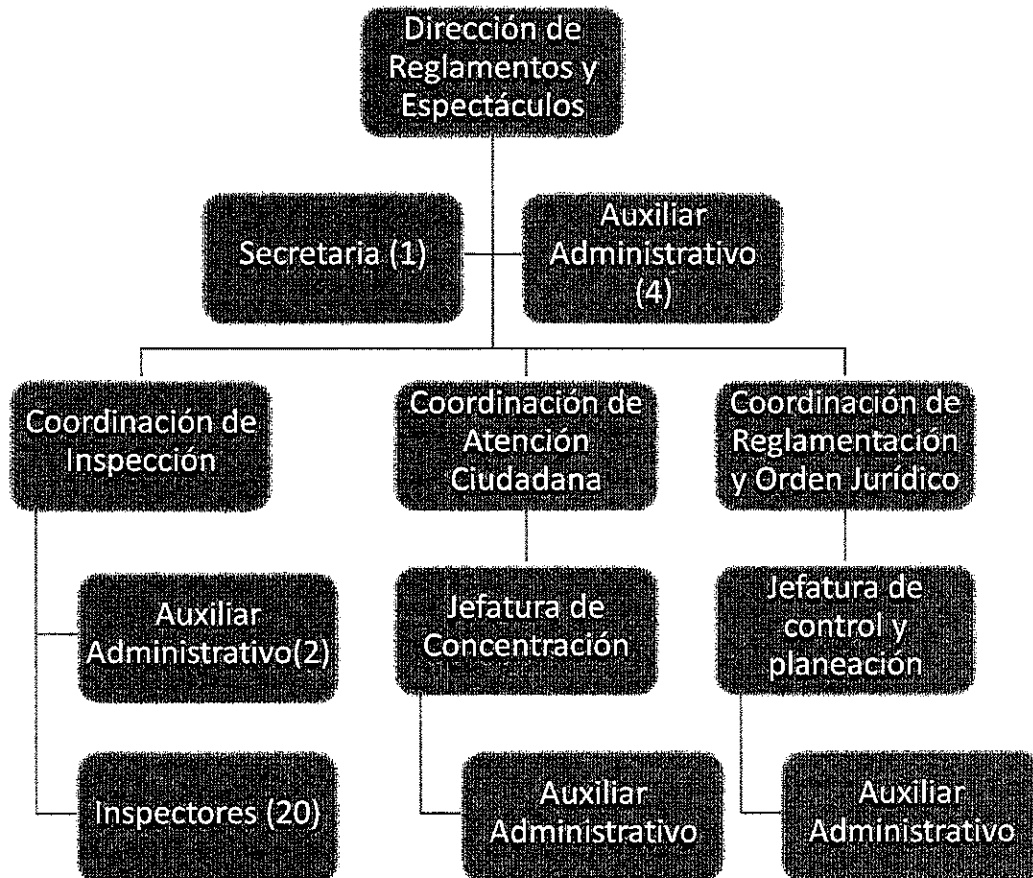 Dirección de
Reglamentos y
Espectáculos
Secretaria (1)
Auxiliar
Administrativo
(4)
Coordinación de
Inspección
Coordinación de
Atención
Ciudadana
Coordinación de
Reglamentación
y Orden Jurídico
Auxiliar
Administrativo(2)
Jefatura de
Concentración
Jefatura de
control y
planeación
Inspectores (20)
Auxiliar
Administrativo
Auxiliar
Administrativo